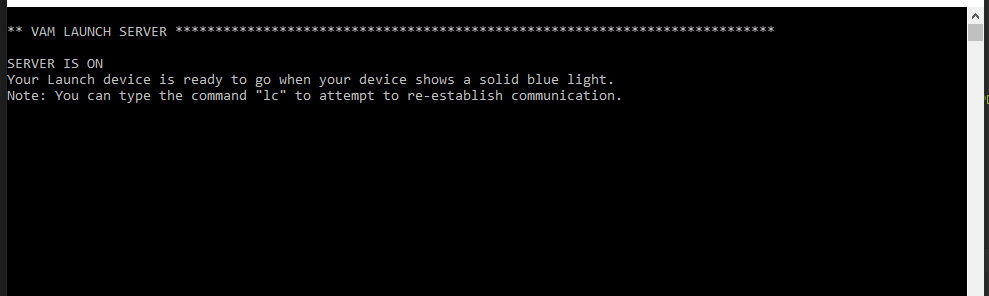 ** VAM LAUNCH SERVER ***************************************************************************
SERVER IS ON
Your Launch device is ready to go when your device shows a solid blue light.
Note: You can type the command "lc" to attempt to re-establish communication.